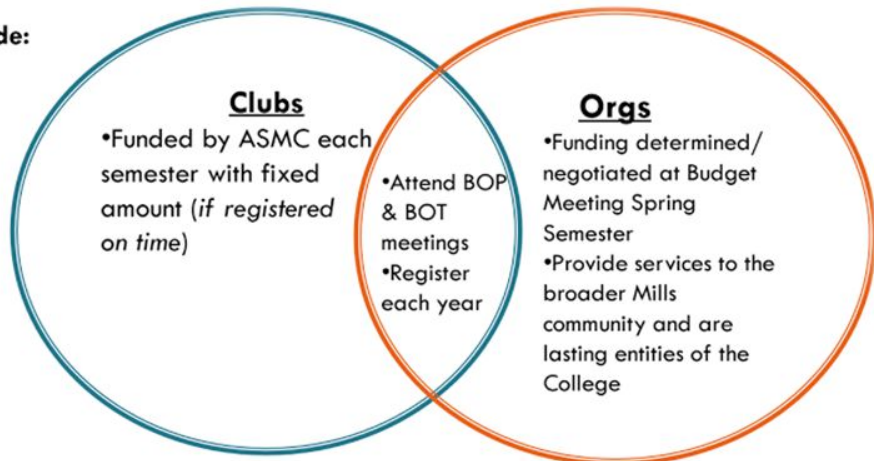 de:
Clubs
•Funded by ASMC each
semester with fixed
amount (if registered
on time)
•Attend BOP
& BOT
meetings
•Register
each year
Orgs
•Funding determined/
negotiated at Budget
Meeting Spring
Semester
•Provide services to the
broader Mills
community and are
lasting entities of the
College